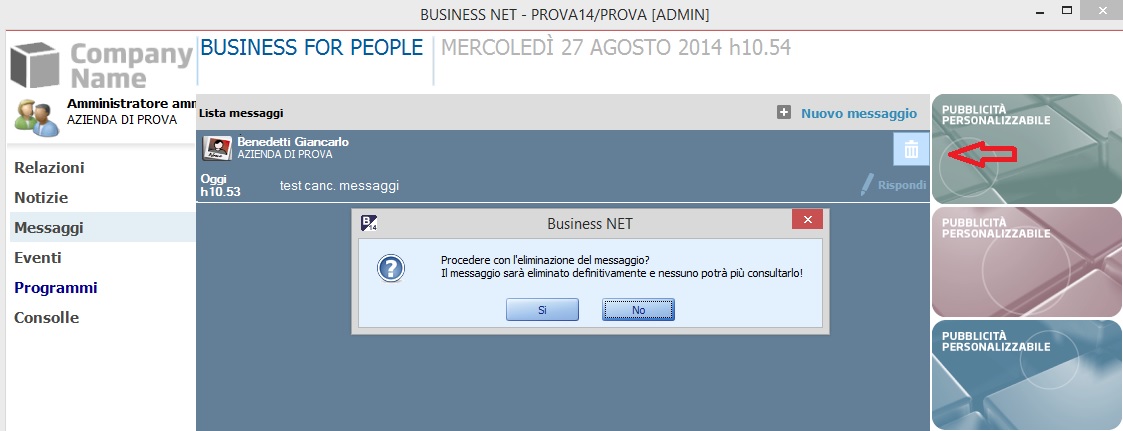 BUSINESS NET - PROVA14/PROVA [ADMIN]
Company
Name
BUSINESS FOR PEOPLE
MERCOLEDÌ 27 AGOSTO 2014 h10.54
Amministratore amm
AZIENDA DI PROVA
Relazioni
Notizie
Messaggi
Eventi
Programmi
Consolle
Lista messaggi
Nuovo messaggio
Benedetti Giancarlo
AZIENDA DI PROVA
Oggi
h10.53
test canc. messaggi
Rispondi
B
14
Business NET
Procedere con l'eliminazione del messaggio?
Il messaggio sarà eliminato definitivamente e nessuno potrà più consultarlo!
Si
No
PUBBLICITÀ
PERSONALIZZABILE
PUBBLICITÀ
PERSONALIZZABILE
PUBBLICITÀ
PERSONALIZZABILE